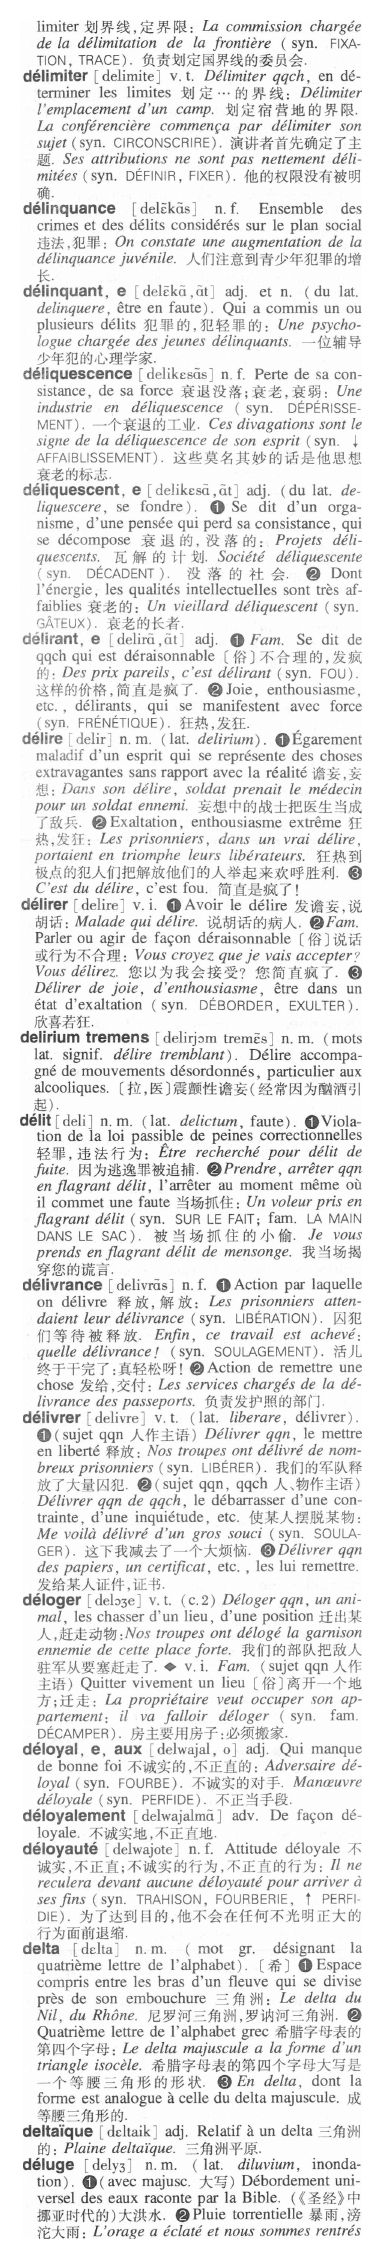 limiter 划界线,定界限: La commission chargée
de la délimitation de la frontière ( syn. FIXA-
TION, TRACE). 负责划定国界线的委员会.
délimiter [delimite] v. t. Délimiter qqch, en dé-
terminer les limites 划定…的界线: Délimiter
l'emplacement d'un camp. 划定宿营地的界限.
La conférencière commença par délimiter son
sujet (syn. CIRCONSCRIRE). 演讲者首先确定了主
题. Ses attributions ne sont pas nettement déli-
mitées (syn. DÉFINIR, FIXER). 他的权限没有被明
确.
délinquance [delɛ̃kɑ̃s] n. f. Ensemble des
crimes et des délits considérés sur le plan social
违法,犯罪: On constate une augmentation de la
délinquance juvénile. 人们注意到青少年犯罪的增
长.
délinquant, e [delɛ̃kɑ̃, ɑ̃t] adj. et n. ( du lat.
delinquere, être en faute). Qui a commis un ou
plusieurs délits 犯罪的,犯轻罪的: Une psycho-
logue chargée des jeunes délinquants. 一位辅导
少年犯的心理学家.
déliquescence [delikɛsɑ̃s] n. f. Perte de sa con-
sistance, de sa force 衰退没落;衰老,衰弱: Une
industrie en déliquescence ( syn. DÉPÉRISSE-
MENT). 一个衰退的工业. Ces divagations sont le
signe de la déliquescence de son esprit (syn. ↓
AFFAIBLISSEMENT). 这些莫名其妙的话是他思想
衰老的标志.
déliquescent, e [delikɛsɑ̃, ɑ̃t] adj. (du lat. de-
liquescere, se fondre). ❶ Se dit d'un orga-
nisme, d'une pensée qui perd sa consistance, qui
se décompose 衰退的,没落的: Projets déli-
quescents. 瓦解的计划. Société déliquescente
( syn. DÉCADENT). 没落的社会. ❷ Dont
l'énergie, les qualités intellectuelles sont très af-
faiblies 衰老的: Un vieillard déliquescent (syn.
GÂTEUX). 衰老的长者.
délirant, e [delirɑ̃, ɑ̃t] adj. ❶ Fam. Se dit de
qqch qui est déraisonnable〔俗〕不合理的,发疯
的: Des prix pareils, c'est délirant (syn. FOU).
这样的价格,简直是疯了. ❷Joie, enthousiasme,
etc., délirants, qui se manifestent avec force
(syn. FRÉNÉTIQUE). 狂热,发狂.
délire [delir] n. m. (lat. delirium). ❶Égarement
maladif d'un esprit qui se représente des choses
extravagantes sans rapport avec la réalité 谵妄,妄
想: Dans son délire, soldat prenait le médecin
pour un soldat ennemi. 妄想中的战士把医生当成
了敌兵. ❷Exaltation, enthousiasme extrême 狂
热,发狂: Les prisonniers, dans un vrai délire,
portaient en triomphe leurs libérateurs. 狂热到
极点的犯人们把解放他们的人举起来欢呼胜利. ❸
C'est du délire, c'est fou. 简直是疯了!
délirer [delire] v. i. ❶Avoir le délire 发谵妄,说
胡话: Malade qui délire. 说胡话的病人. ❷Fam.
Parler ou agir de façon déraisonnable〔俗〕说话
或行为不合理: Vous croyez que je vais accepter?
Vous délirez. 您以为我会接受? 您简直疯了. ❸
Délirer de joie, d'enthousiasme, être dans un
état d'exaltation ( syn. DÉBORDER, EXULTER).
欣喜若狂.
delirium tremens [delirjɔm tremɛ̃s] n. m. (mots
lat. signif. délire tremblant). Délire accompa-
gné de mouvements désordonnés, particulier aux
alcooliques.〔拉,医〕震颤性谵妄(经常因为酗酒引
起).
délit [deli] n. m. (lat. delictum, faute). ❶Viola-
tion de la loi passible de peines correctionnelles
轻罪,违法行为: Être recherché pour délit de
fuite. 因为逃逸罪被追捕. ❷Prendre, arrêter qqn
en flagrant délit, l'arrêter au moment même où
il commet une faute 当场抓住: Un voleur pris en
flagrant délit (syn. SUR LE FAIT; fam. LA MAIN
DANS LE SAC). 被当场抓住的小偷. Je vous
prends en flagrant délit de mensonge. 我当场揭
穿您的谎言.
délivrance [delivrɑ̃s] n. f. ❶Action par laquelle
on délivre 释放,解放: Les prisonniers atten-
daient leur délivrance (syn. LIBÉRATION). 囚犯
们等待被释放. Enfin, ce travail est achevé:
quelle délivrance! (syn. SOULAGEMENT). 活儿
终于干完了:真轻松呀! ❷Action de remettre une
chose 发给,交付: Les services chargés de la dé-
livrance des passeports. 负责发护照的部门.
délivrer [delivre] v. t. (lat. liberare, délivrer).
❶(sujet qqn 人作主语) Délivrer qqn, le mettre
en liberté 释放: Nos troupes ont délivré de nom-
breux prisonniers (syn. LIBÉRER). 我们的军队释
放了大量囚犯. ❷(sujet qqn, qqch 人、物作主语)
Délivrer qqn de qqch, le débarrasser d'une con-
trainte, d'une inquiétude, etc. 使某人摆脱某物:
Me voilà délivré d'un gros souci (syn. SOULA-
GER). 这下我减去了一个大烦恼. ❸Délivrer qqn
des papiers, un certificat, etc., les lui remettre.
发给某人证件,证书.
déloger [delɔʒe] v. t. (c.2) Déloger qqn, un ani-
mal, les chasser d'un lieu, d'une position 迁出某
人,赶走动物:Nos troupes ont délogé la garnison
ennemie de cette place forte. 我们的部队把敌人
驻军从要塞赶走了. ◆ v. i. Fam. (sujet qqn 人作
主语) Quitter vivement un lieu〔俗〕离开一个地
方;迁走: La propriétaire veut occuper son ap-
partement; il va falloir déloger ( syn. fam.
DÉCAMPER). 房主要用房子:必须搬家.
déloyal, e, aux [delwajal, o] adj. Qui manque
de bonne foi 不诚实的,不正直的: Adversaire dé-
loyal (syn. FOURBE). 不诚实的对手. Manœuvre
déloyale (syn. PERFIDE). 不正当手段.
déloyalement [delwajalmɑ̃] adv. De façon dé-
loyale. 不诚实地,不正直地.
déloyauté [delwajote] n. f. Attitude déloyale 不
诚实,不正直;不诚实的行为,不正直的行为: Il ne
reculera devant aucune déloyauté pour arriver à
ses fins (syn. TRAHISON, FOURBERIE, ↑ PERFI-
DIE). 为了达到目的,他不会在任何不光明正大的
行为面前退缩.
delta [dɛlta] n. m. ( mot gr. désignant la
quatrième lettre de l'alphabet).〔希〕❶ Espace
compris entre les bras d'un fleuve qui se divise
près de son embouchure 三角洲: Le delta du
Nil, du Rhône. 尼罗河三角洲,罗讷河三角洲. ❷
Quatrième lettre de l'alphabet grec 希腊字母表的
第四个字母: Le delta majuscule a la forme d'un
triangle isocèle. 希腊字母表的第四个字母大写是
一个等腰三角形的形状. ❸ En delta, dont la
forme est analogue à celle du delta majuscule. 成
等腰三角形的.
deltaïque [dɛltaik] adj. Relatif à un delta 三角洲
的: Plaine deltaïque. 三角洲平原.
déluge [delyʒ] n. m. ( lat. diluvium, inonda-
tion). ❶(avec majusc. 大写) Débordement uni-
versel des eaux raconte par la Bible. (《圣经》中
挪亚时代的)大洪水. ❷Pluie torrentielle 暴雨,滂
沱大雨: L'orage a éclaté et nous sommes rentrés